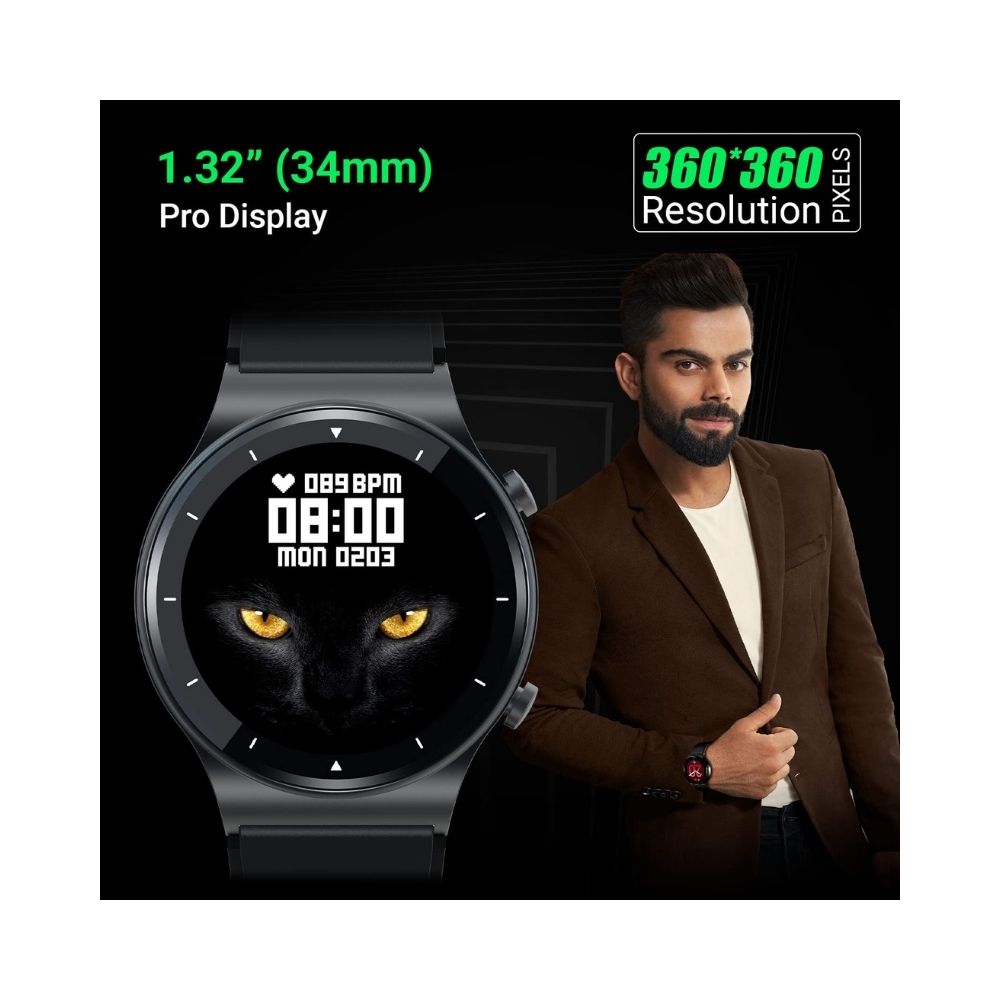 1.32” (34mm)
Pro Display
360*360
Resolution
PIXELS
089 BPM
08:00
MON 0203